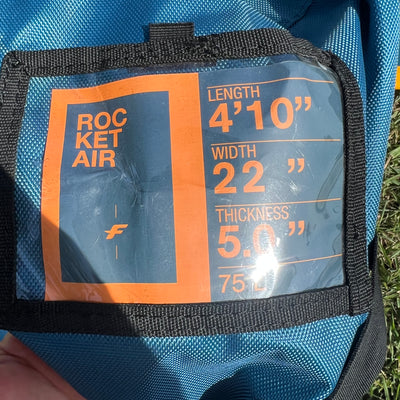 ROC
KET
AIR
LENGTH
4'10"
WIDTH
22 "
THICKNESS
5.0"
75